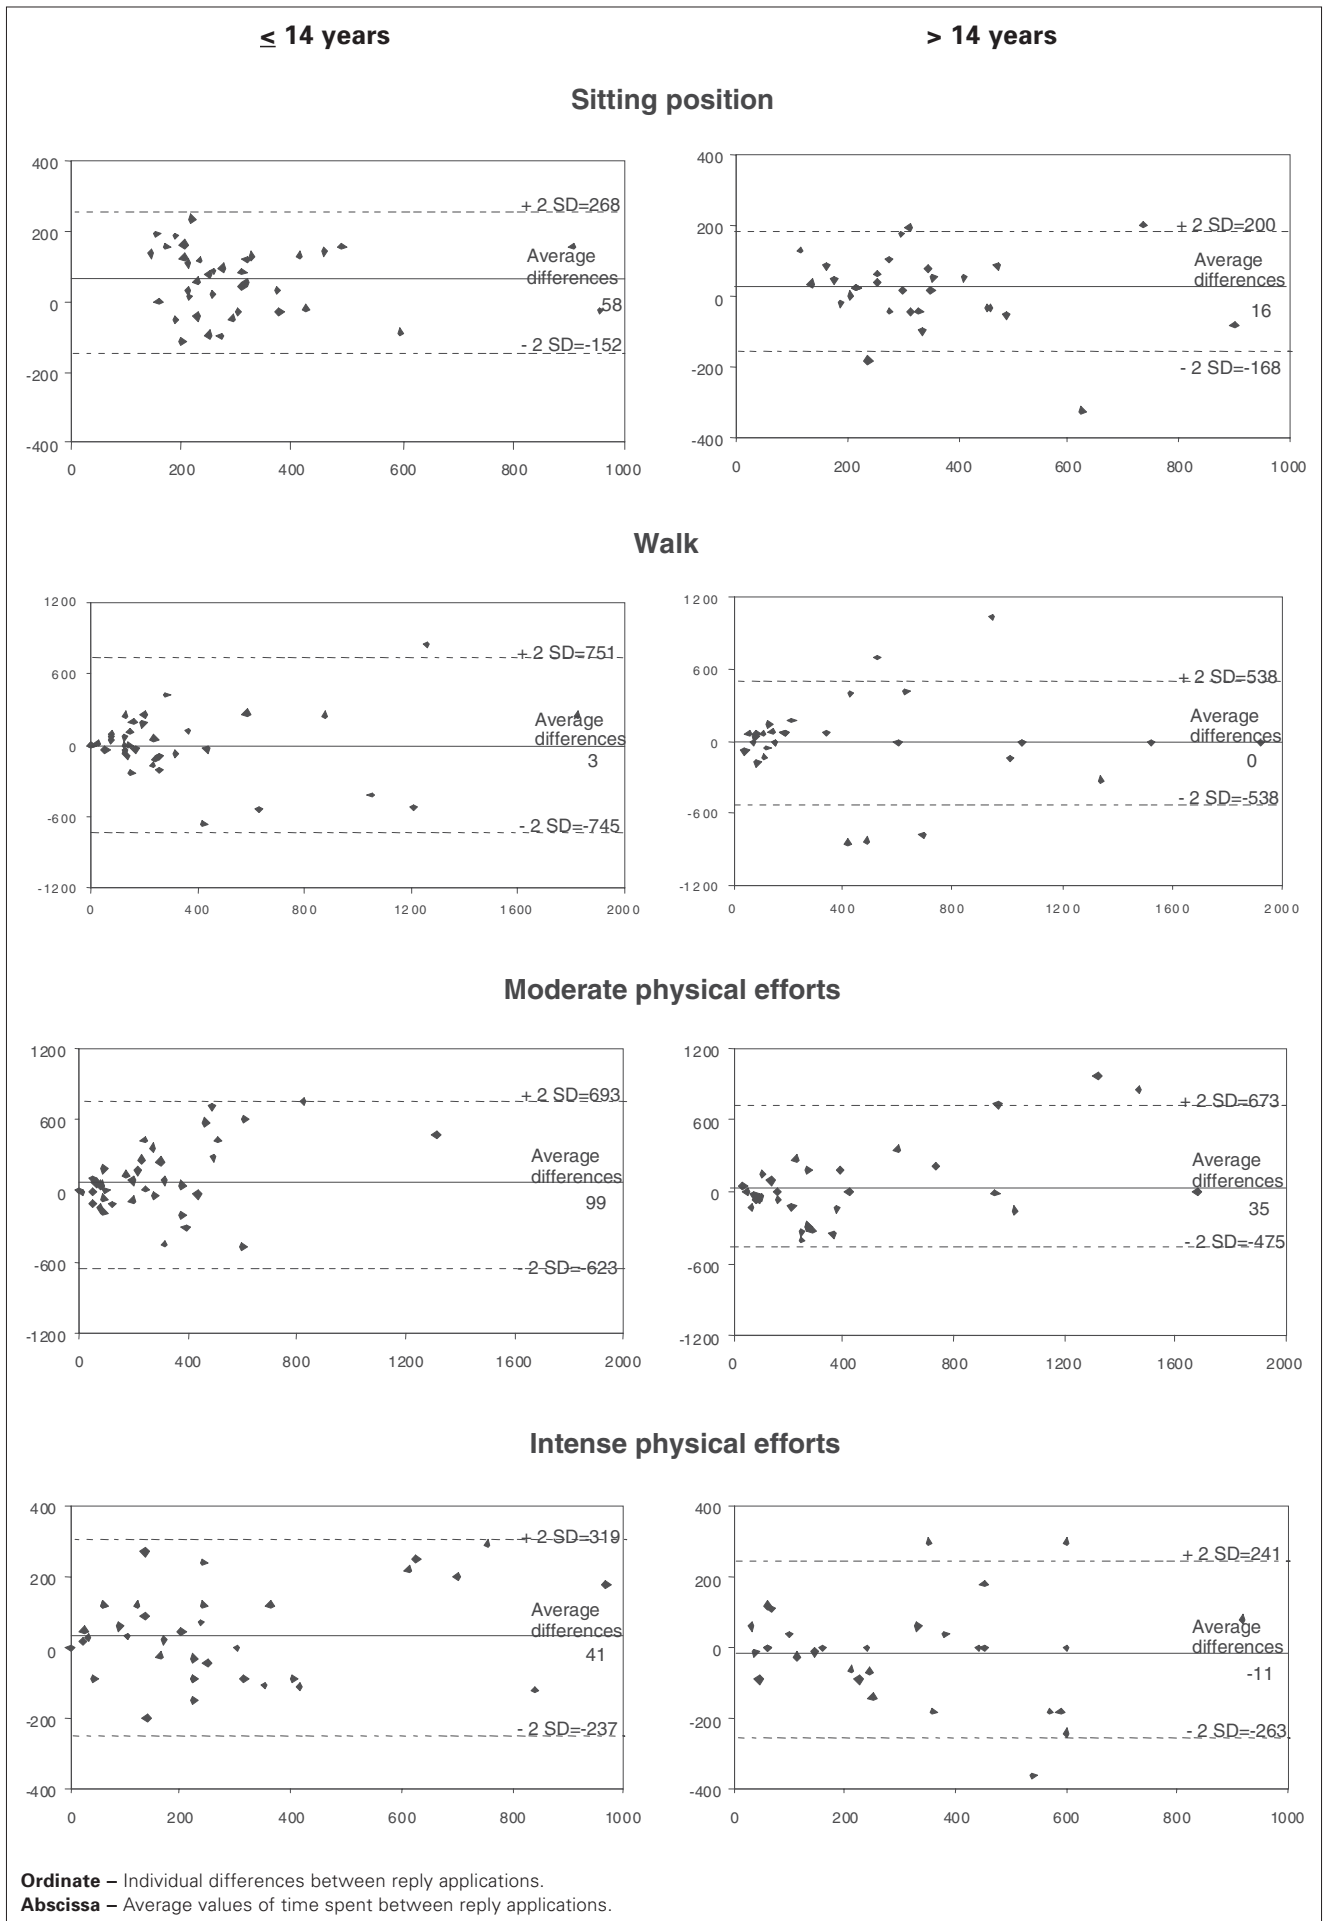 ≤ 14 years
> 14 years
Sitting position
400
200
0
-200
-400
0
200
400
600
800
1000
+ 2 SD=268
Average
differences
58
- 2 SD=-152
400
200
0
-200
-400
0
200
400
600
800
1000
+ 2 SD=200
Average
differences
16
- 2 SD=-168
Walk
1200
600
0
-600
-1200
0
400
800
1200
1600
2000
+ 2 SD=751
Average
differences
3
- 2 SD=-745
1200
600
0
-600
-1200
0
400
800
1200
1600
2000
+ 2 SD=538
Average
differences
0
- 2 SD=-538
Moderate physical efforts
1200
600
0
-600
-1200
0
400
800
1200
1600
2000
+ 2 SD=693
Average
differences
99
- 2 SD=-623
1200
600
0
-600
-1200
0
400
800
1200
1600
2000
+ 2 SD=673
Average
differences
35
- 2 SD=-475
Intense physical efforts
400
200
0
-200
-400
0
200
400
600
800
1000
+ 2 SD=319
Average
differences
41
- 2 SD=-237
400
200
0
-200
-400
0
200
400
600
800
1000
+ 2 SD=241
Average
differences
-11
- 2 SD=-263
Ordinate – Individual differences between reply applications.
Abscissa – Average values of time spent between reply applications.